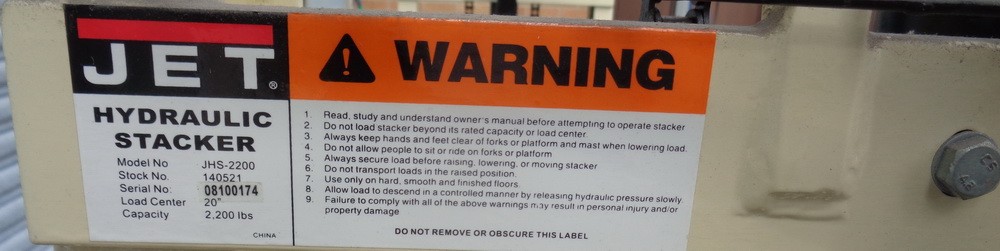 JET®
HYDRAULIC
STACKER
Model No JHS-2200
Stock No. 140521
Serial No: 08100174
Load Center 20"
Capacity 2,200 lbs
CHINA
WARNING
1. Read, study and understand owner's manual before attempting to operate stacker
2. Do not load stacker beyond its rated capacity or load center.
3. Always keep hands and feel clear of forks or platform and mast when lowering load.
4. Do not allow people to sit or ride on forks or platform
5. Always secure load before raising, lowering, or moving stacker
6. Do not transport loads in the raised position.
7. Use only on hard, smooth and finished floors.
8. Allow load to descend in a controlled manner by releasing hydraulic pressure slowly.
9. Failure to comply with all of the above warnings may result in personal injury and/or
property damage
DO NOT REMOVE OR OBSCURE THIS LABEL